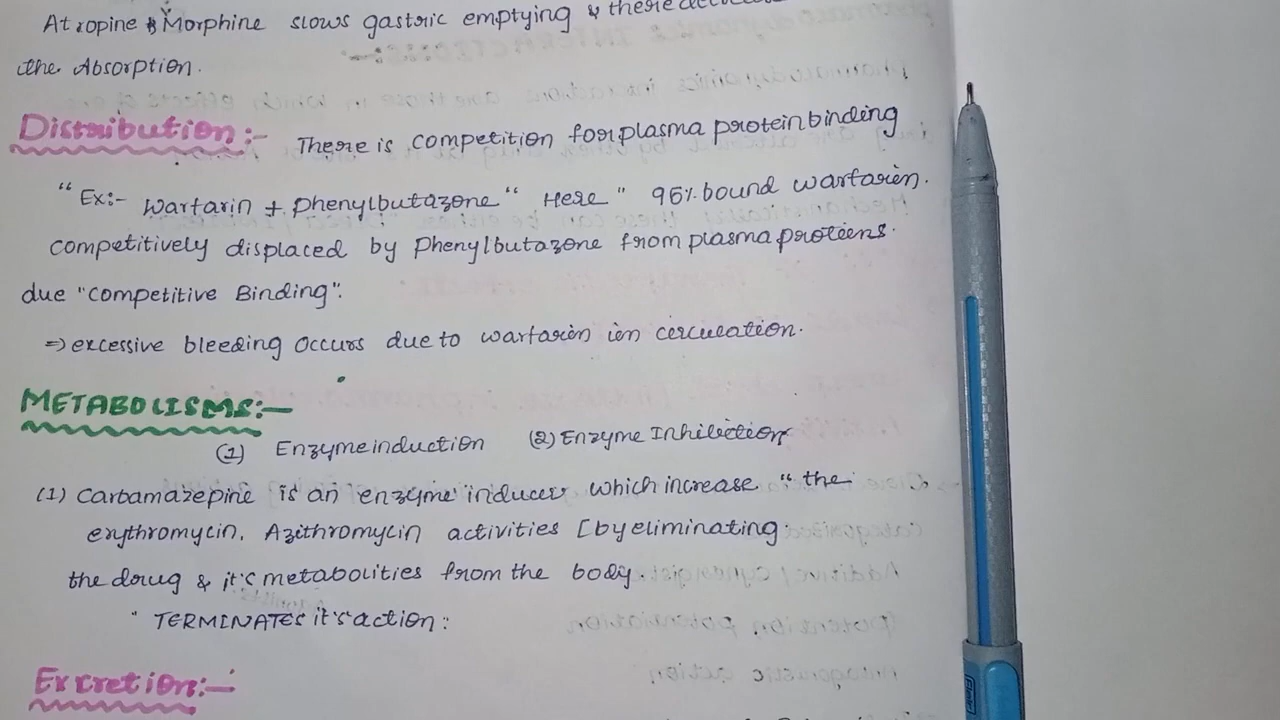 Atropine & Morphine slows gastric emptying & these
the Absorption.
Distribution:- There is competition for plasma protein binding
"Ex:- Warfarin + Phenylbutazone" Here" 96% bound warfarin.
competitively displaced by Phenylbutazone from plasma proteins.
due "Competitive Binding".
⇒ excessive bleeding occurs due to warfarin in circulation.
METABOLISMS:-
(1) Enzyme induction (2) Enzyme Inhibition
(1) Carbamazepine is an enzyme inducer which increase "the
erythromycin. Azithromycin activities [by eliminating
the drug & it's metabolities from the body.
" TERMINATES it's action:
Excretion:-